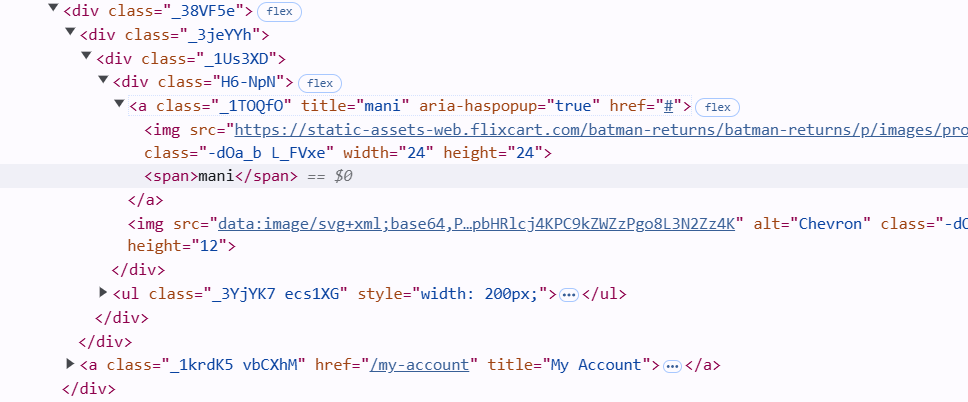 <div class="_38VF5e"> flex
<div class="_3jeYYh">
<div class="_1Us3XD">
<div class="H6-NpN"> flex
<a class="_1TOQfO" title="mani" aria-haspopup="true" href="#"> flex
<img src="https://static-assets-web.flixcart.com/batman-returns/batman-returns/p/images/pro
class="-dOa_b L_FVxe" width="24" height="24">
<span>mani</span> == $0
</a>
<img src="data:image/svg+xml;base64,P…pbHRlcj4KPC9kZWZzPgo8L3N2Zz4K" alt="Chevron" class="-dO
height="12">
</div>
<ul class="_3YjYK7 ecs1XG" style="width: 200px;">…</ul>
</div>
</div>
<a class="_1krdK5 vbCXhM" href="/my-account" title="My Account">…</a>
</div>